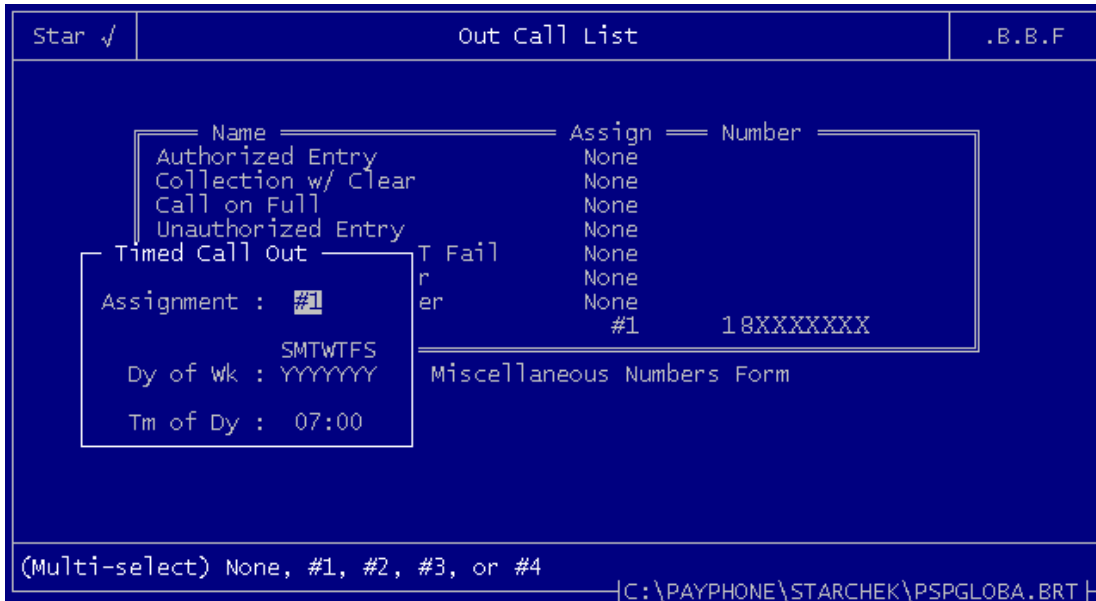 Star √ Out Call List .B.B.F
Name Assign Number
Authorized Entry None
Collection w/ Clear None
Call on Full None
Unauthorized Entry None
Timed Call Out T Fail None
r None
Assignment : #1 er None
#1 18XXXXXXX
SMTWTFS
Dy of Wk : YYYYYYY Miscellaneous Numbers Form
Tm of Dy : 07:00
(Multi-select) None, #1, #2, #3, or #4
C:\PAYPHONE\STARCHEK\PSPGLOBA.BRT